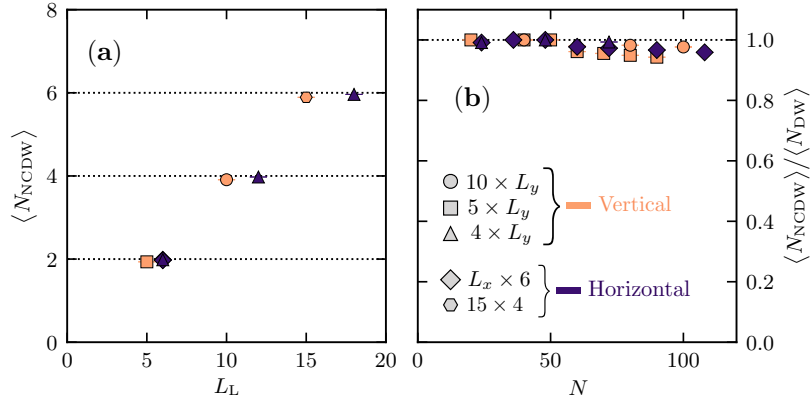 (a)
8
6
4
2
0
⟨N_NCDW⟩
0 5 10 15 20
L_L
(b)
10 × L_y
5 × L_y
4 × L_y
Vertical
L_x × 6
15 × 4
Horizontal
1.0
0.8
0.6
0.4
0.2
0.0
⟨N_NCDW⟩/⟨N_DW⟩
0 50 100
N